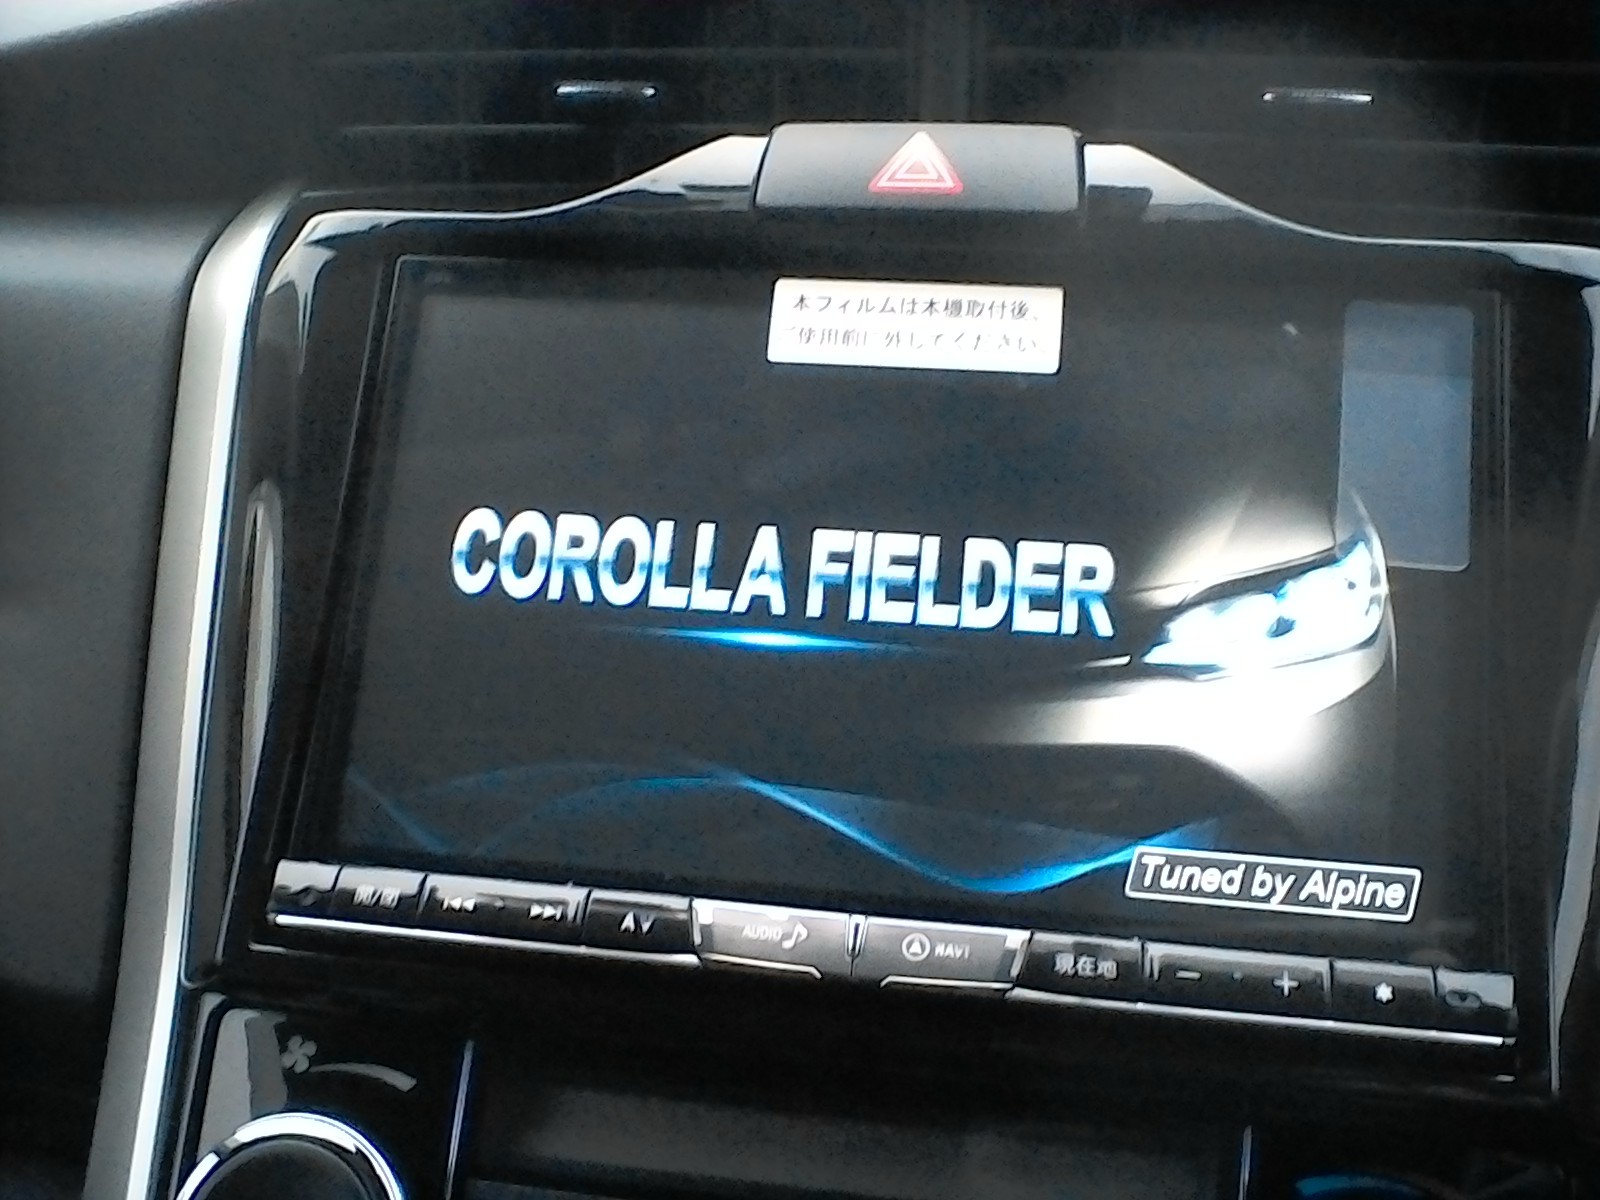 本フィルムは本機取付後、
ご使用前に外してください。
COROLLA FIELDER
Tuned by Alpine
開/閉
AV
AUDIO
NAVI
現在地
− +